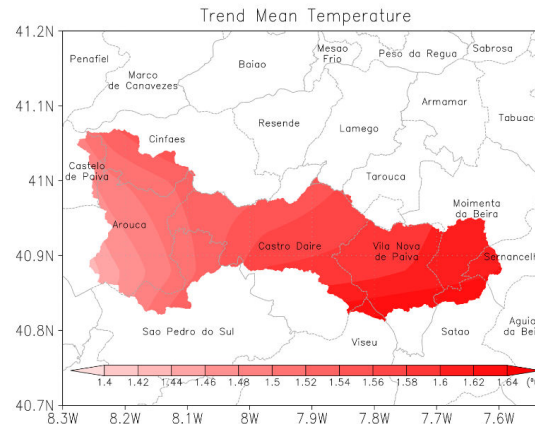 Trend Mean Temperature
41.2N
Penafiel
Marco
de Canavezes
Baiao
Mesao
Frio
Peso da Regua
Sabrosa
41.1N
Armamar
Tabuac
Cinfaes
Resende
Lamego
41N
Castelo
de Paiva
Tarouca
Moimenta
da Beira
Arouca
40.9N
Castro Daire
Vila Nova
de Paiva
Sernancelh
40.8N
Sao Pedro do Sul
Viseu
Satao
Aguia
da Bei
1.4 1.42 1.44 1.46 1.48 1.5 1.52 1.54 1.56 1.58 1.6 1.62 1.64
40.7N
8.3W 8.2W 8.1W 8W 7.9W 7.8W 7.7W 7.6W